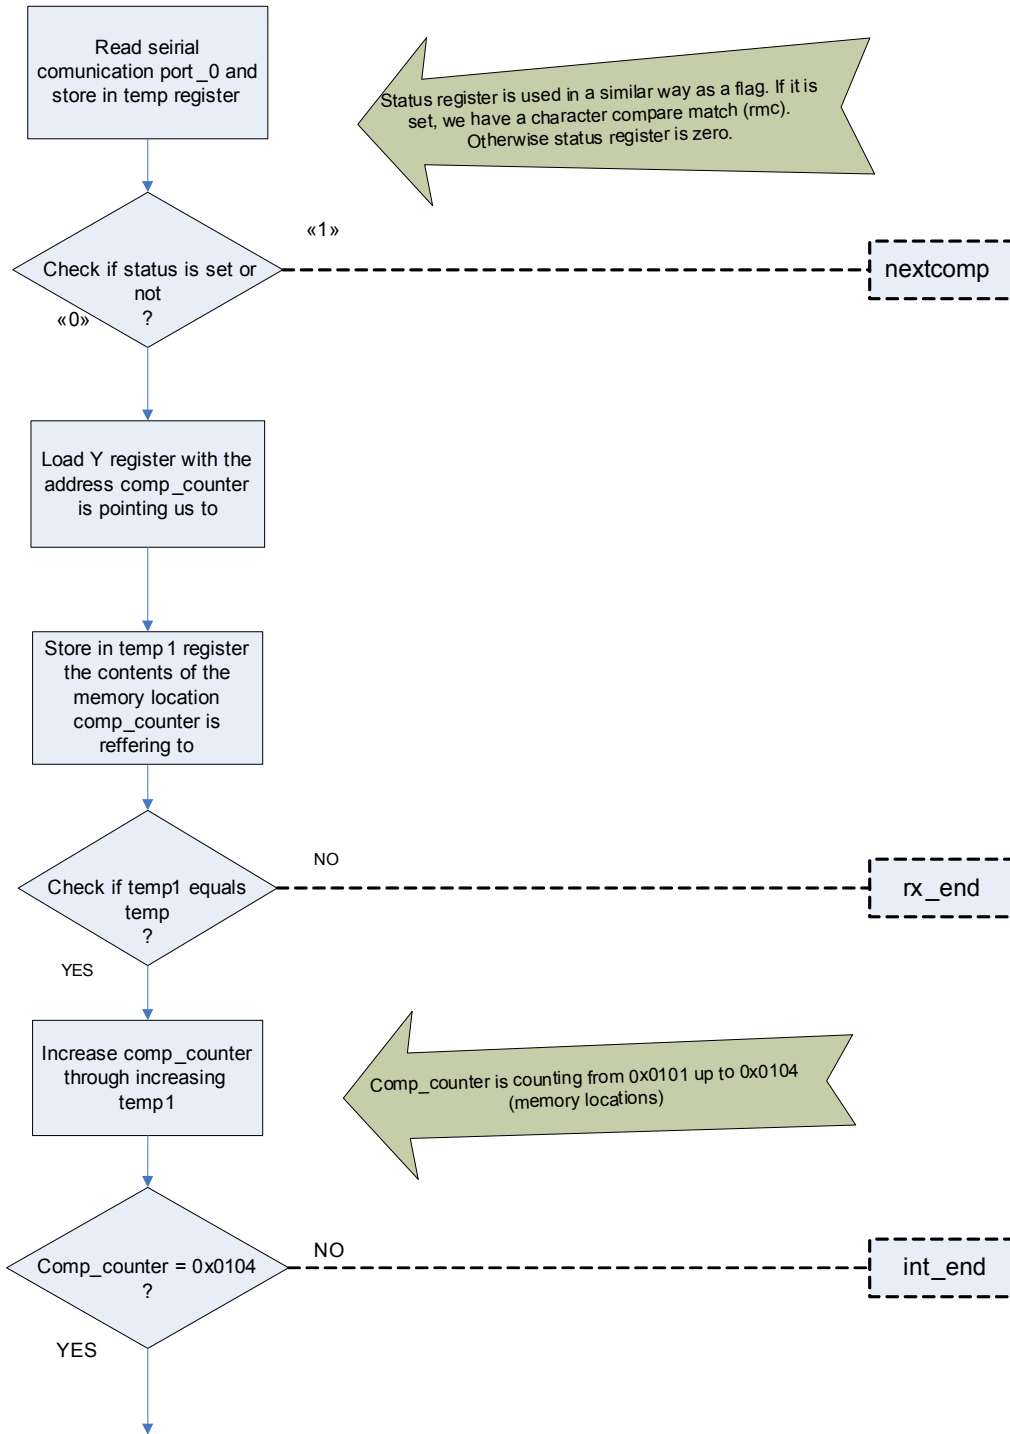 Read seirial
comunication port_0 and
store in temp register
Status register is used in a similar way as a flag. If it is
set, we have a character compare match (rmc).
Otherwise status register is zero.
«1»
Check if status is set or
not
?
«0»
nextcomp
Load Y register with the
address comp_counter
is pointing us to
Store in temp1 register
the contents of the
memory location
comp_counter is
reffering to
NO
Check if temp1 equals
temp
?
rx_end
YES
Increase comp_counter
through increasing
temp1
Comp_counter is counting from 0x0101 up to 0x0104
(memory locations)
NO
Comp_counter = 0x0104
?
int_end
YES